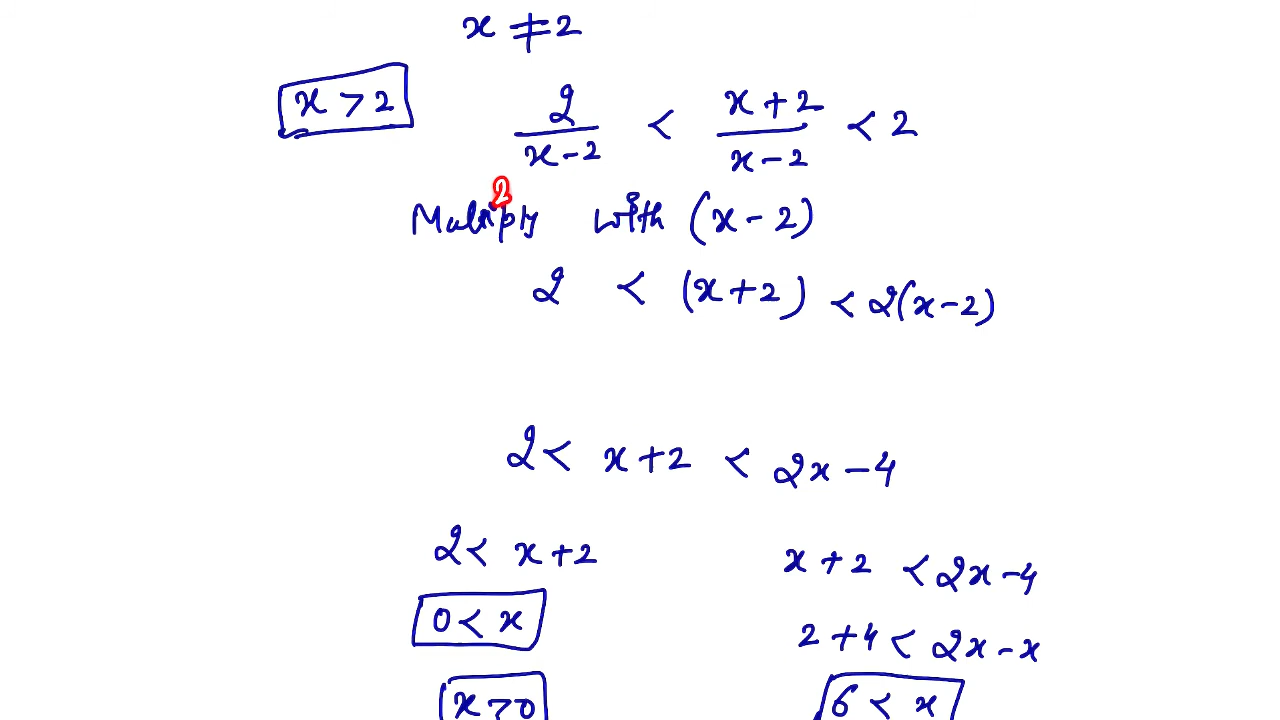 x ≠ 2
x > 2
2/(x-2) < (x+2)/(x-2) < 2
2
Multiply with (x-2)
2 < (x+2) < 2(x-2)
2 < x+2 < 2x-4
2 < x+2
x+2 < 2x-4
0 < x
2+4 < 2x-x
x > 0
6 < x